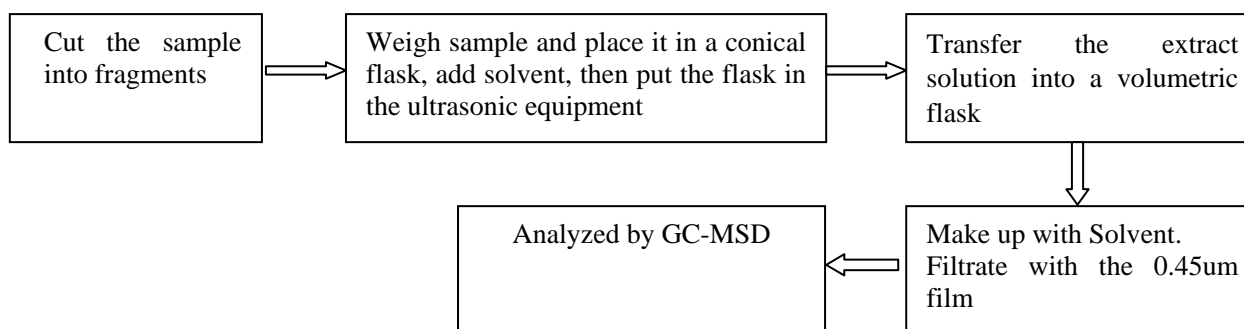 Cut the sample
into fragments
Weigh sample and place it in a conical
flask, add solvent, then put the flask in
the ultrasonic equipment
Transfer the extract
solution into a volumetric
flask
Make up with Solvent.
Filtrate with the 0.45um
film
Analyzed by GC-MSD